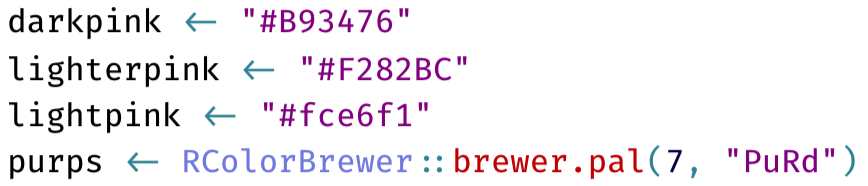 darkpink <- "#B93476"
lighterpink <- "#F282BC"
lightpink <- "#fce6f1"
purps <- RColorBrewer::brewer.pal(7, "PuRd")